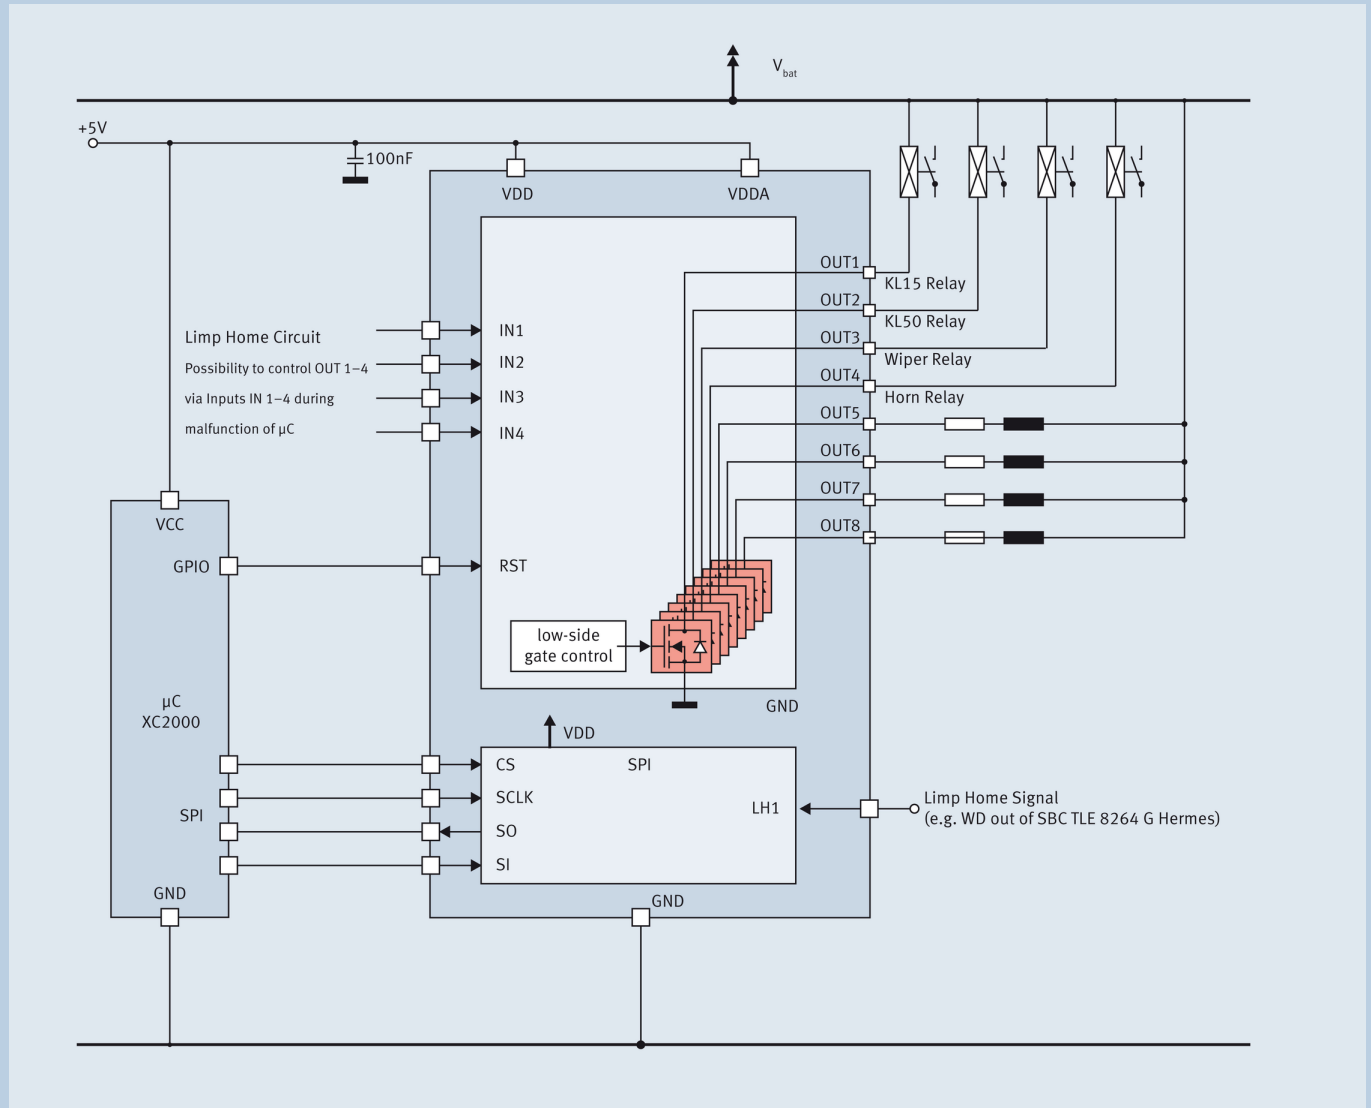 Vbat
+5V
100nF
VDD
VDDA
OUT1
KL15 Relay
OUT2
KL50 Relay
OUT3
Wiper Relay
OUT4
Horn Relay
OUT5
OUT6
OUT7
OUT8
Limp Home Circuit
Possibility to control OUT 1–4
via Inputs IN 1–4 during
malfunction of µC
IN1
IN2
IN3
IN4
VCC
GPIO
RST
low-side
gate control
GND
µC
XC2000
VDD
SPI
CS
SCLK
SO
SI
LH1
SPI
GND
GND
Limp Home Signal
(e.g. WD out of SBC TLE 8264 G Hermes)